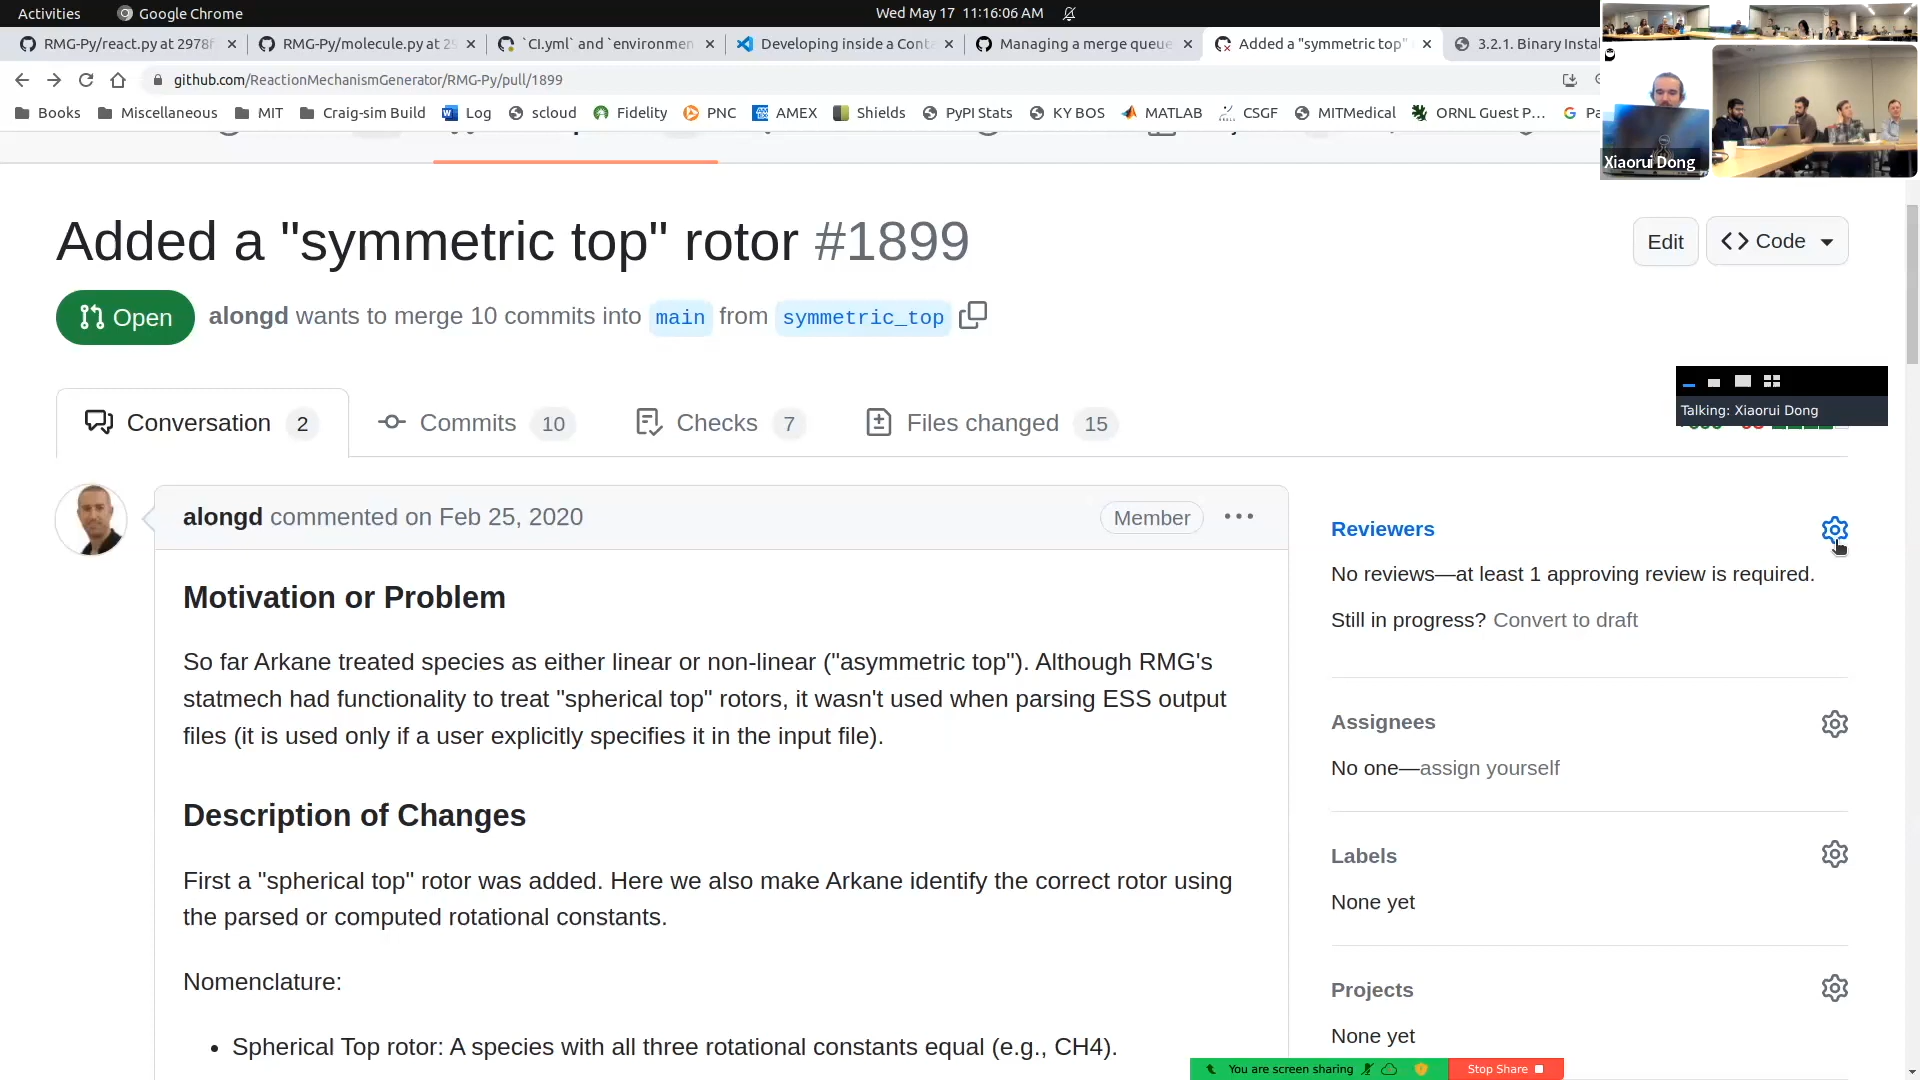 Activities
Google Chrome
Wed May 17 11:16:06 AM
RMG-Py/react.py at 2978f
RMG-Py/molecule.py at 29
`CI.yml` and `environmen
Developing inside a Cont
Managing a merge queue
Added a "symmetric top"
3.2.1. Binary Insta
github.com/ReactionMechanismGenerator/RMG-Py/pull/1899
Books
Miscellaneous
MIT
Craig-sim Build
Log
scloud
Fidelity
PNC
AMEX
Shields
PyPI Stats
KY BOS
MATLAB
CSGF
MITMedical
ORNL Guest P...
Xiaorui Dong
Added a "symmetric top" rotor #1899
Edit
Code
Open
alongd wants to merge 10 commits into main from symmetric_top
Talking: Xiaorui Dong
Conversation 2
Commits 10
Checks 7
Files changed 15
alongd commented on Feb 25, 2020
Member
Motivation or Problem
So far Arkane treated species as either linear or non-linear ("asymmetric top"). Although RMG's
statmech had functionality to treat "spherical top" rotors, it wasn't used when parsing ESS output
files (it is used only if a user explicitly specifies it in the input file).
Description of Changes
First a "spherical top" rotor was added. Here we also make Arkane identify the correct rotor using
the parsed or computed rotational constants.
Nomenclature:
• Spherical Top rotor: A species with all three rotational constants equal (e.g., CH4).
Reviewers
No reviews—at least 1 approving review is required.
Still in progress? Convert to draft
Assignees
No one—assign yourself
Labels
None yet
Projects
None yet
You are screen sharing
Stop Share